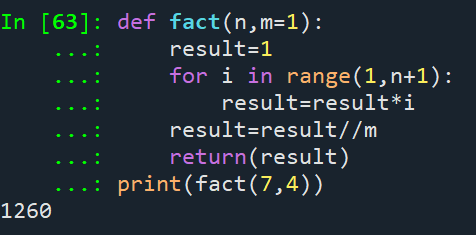 In [63]: def fact(n,m=1):
    ...:     result=1
    ...:     for i in range(1,n+1):
    ...:         result=result*i
    ...:     result=result//m
    ...:     return(result)
    ...: print(fact(7,4))
1260